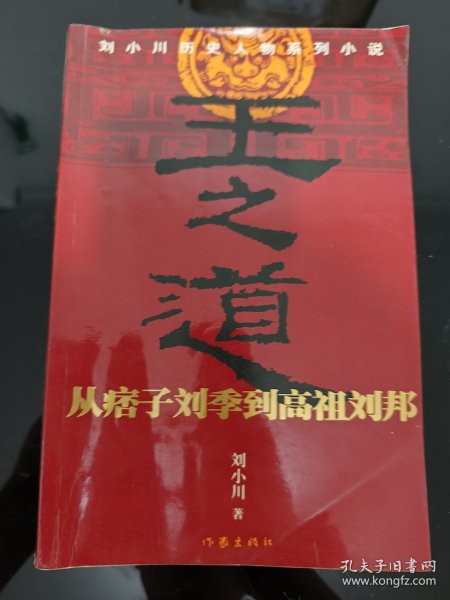 刘小川历史人物系列小说
王之道
从痞子刘季到高祖刘邦
刘小川 著
作家出版社
孔夫子旧书网
www.kongfz.com